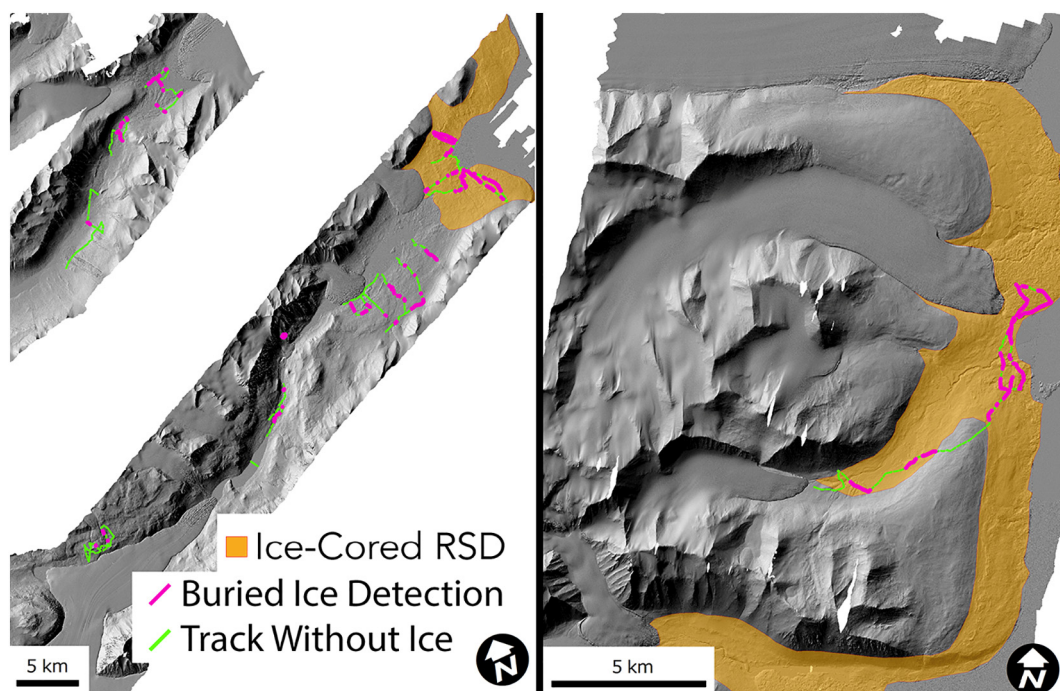 Ice-Cored RSD
Buried Ice Detection
Track Without Ice
5 km
N
5 km
N